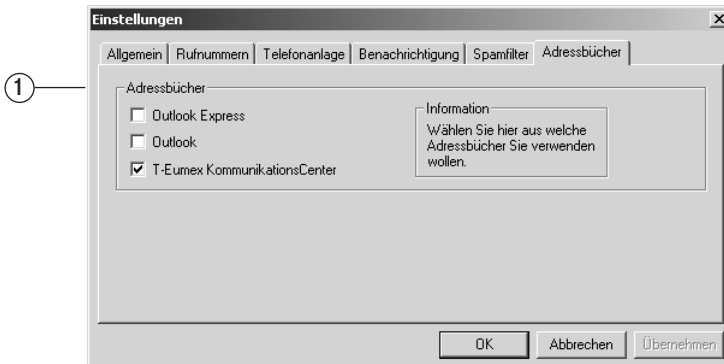 Einstellungen
Allgemein Rufnummern Telefonanlage Benachrichtigung Spamfilter Adressbücher
1
Adressbücher
Outlook Express
Outlook
T-Eumex KommunikationsCenter
Information
Wählen Sie hier aus welche
Adressbücher Sie verwenden
wollen.
OK Abbrechen Übernehmen